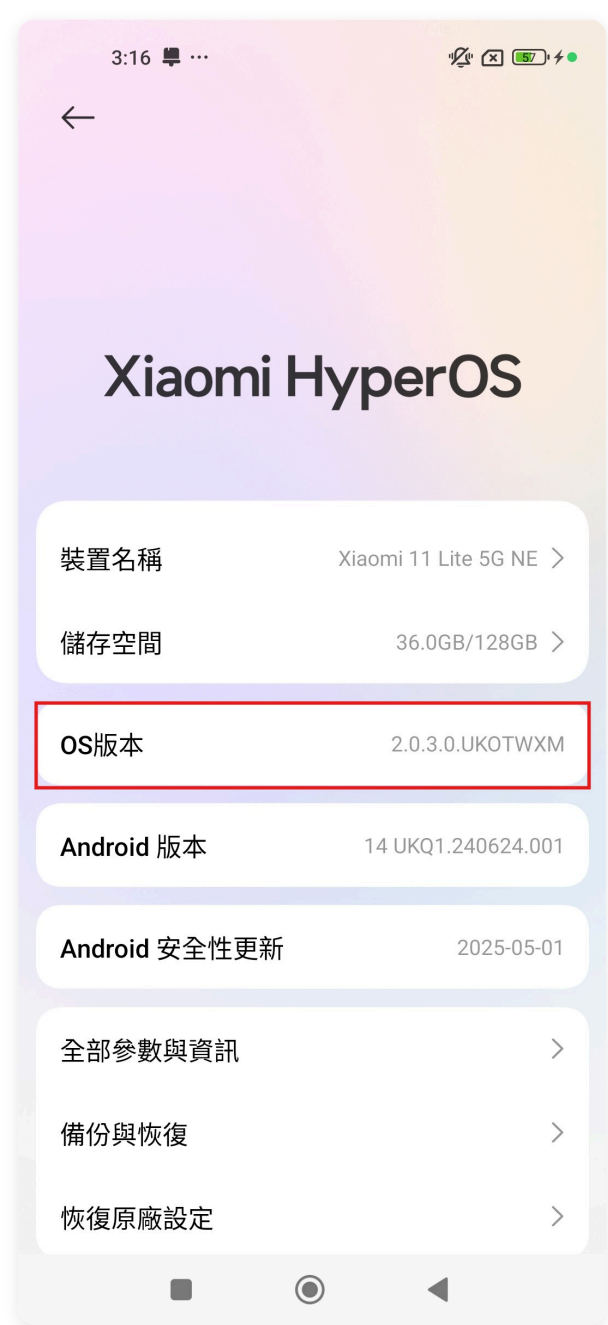 3:16
57
Xiaomi HyperOS
裝置名稱 Xiaomi 11 Lite 5G NE
儲存空間 36.0GB/128GB
OS版本 2.0.3.0.UKOTWXM
Android 版本 14 UKQ1.240624.001
Android 安全性更新 2025-05-01
全部參數與資訊
備份與恢復
恢復原廠設定